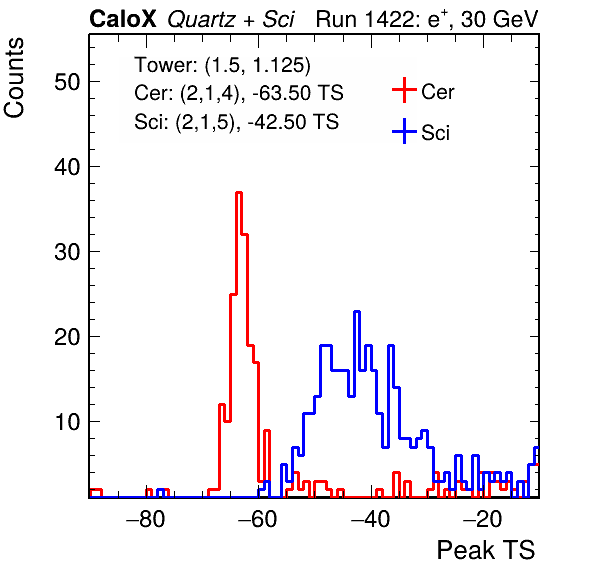 CaloX Quartz + Sci Run 1422: e⁺, 30 GeV
Counts
Tower: (1.5, 1.125)
Cer: (2,1,4), -63.50 TS
Sci: (2,1,5), -42.50 TS
Cer
Sci
50
40
30
20
10
−80 −60 −40 −20
Peak TS